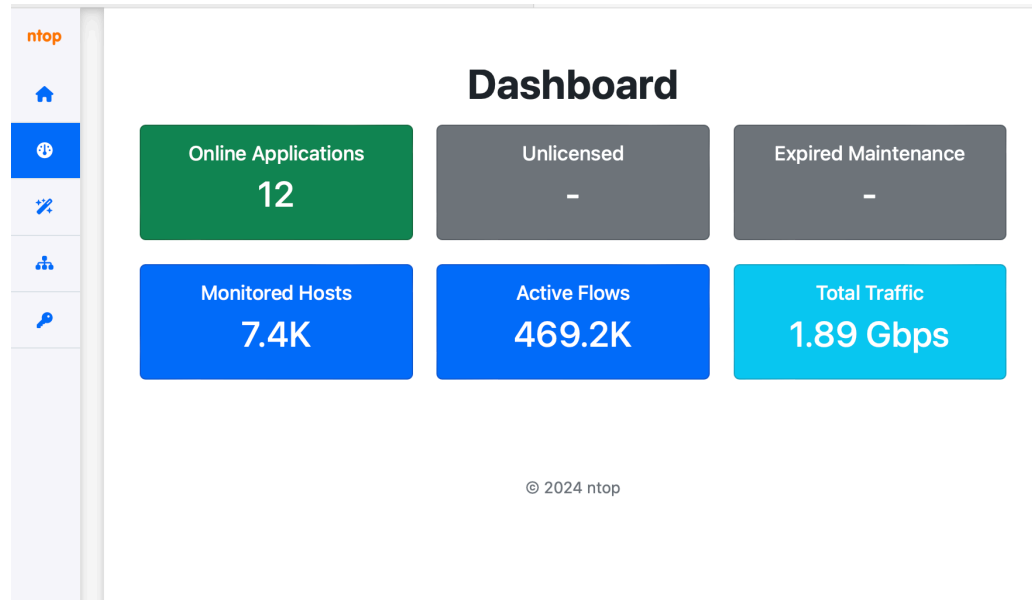 ntop
Dashboard
Online Applications
12
Unlicensed
-
Expired Maintenance
-
Monitored Hosts
7.4K
Active Flows
469.2K
Total Traffic
1.89 Gbps
© 2024 ntop